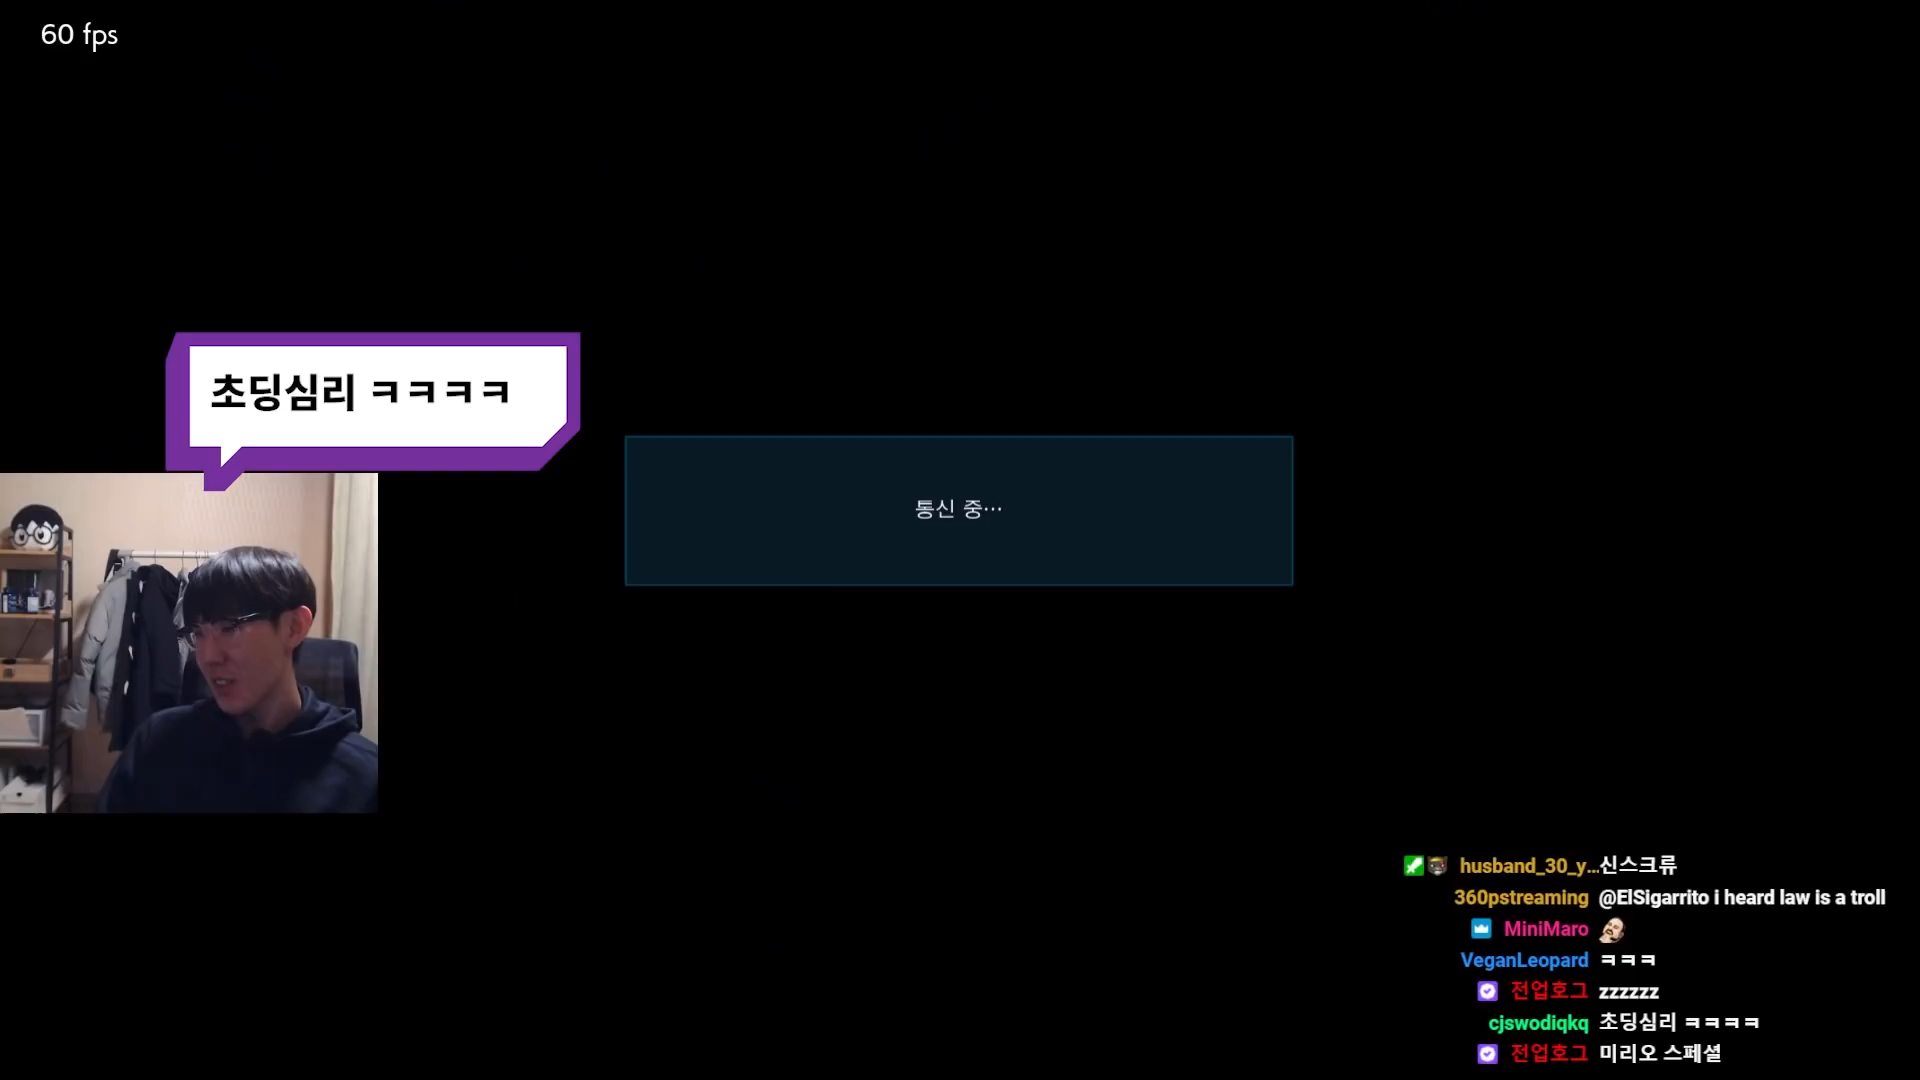 60 fps
초딩심리 ㅋㅋㅋㅋ
통신 중…
husband_30_y...신스크류
360pstreaming @ElSigarrito i heard law is a troll
MiniMaro
VeganLeopard ㅋㅋㅋ
전업호그 zzzzzz
cjswodiqkq 초딩심리 ㅋㅋㅋㅋ
전업호그 미리오 스페셜